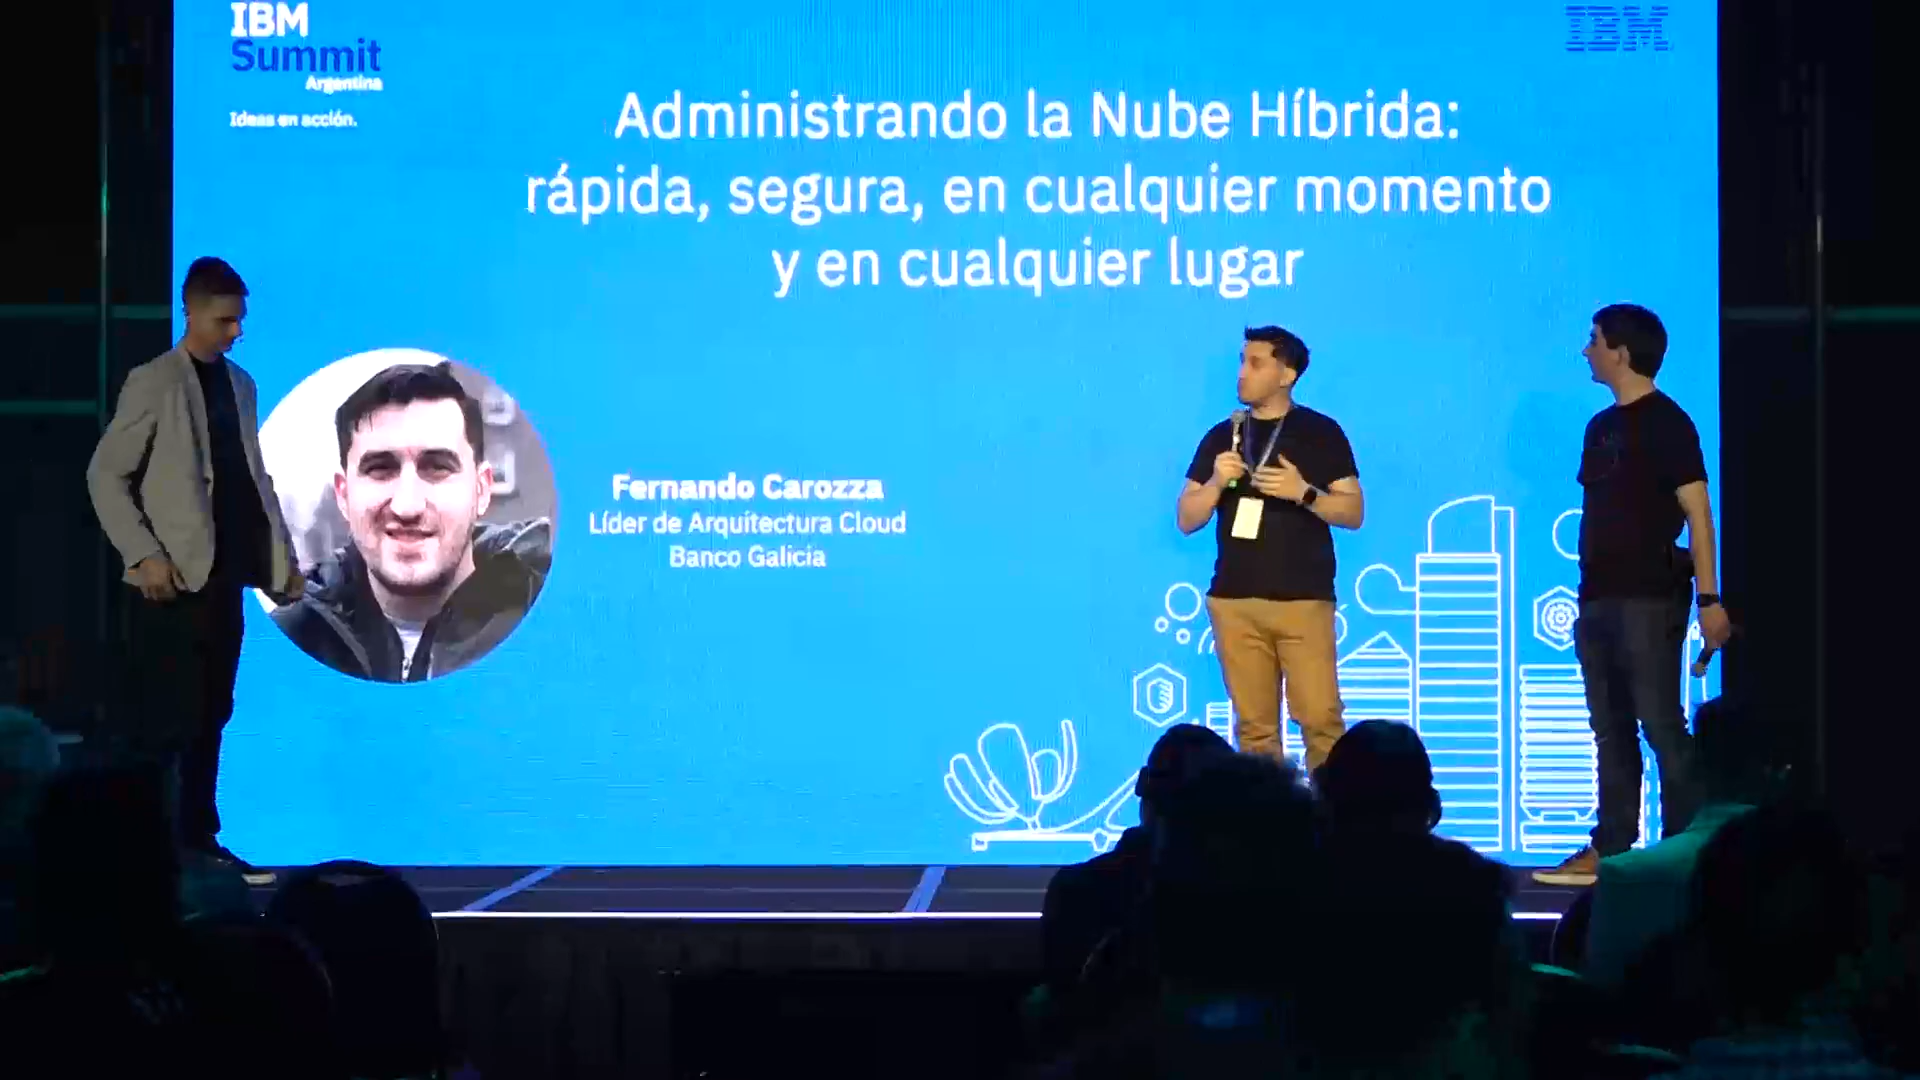 IBM
Summit
Argentina
Ideas en acción.
IBM
Administrando la Nube Híbrida:
rápida, segura, en cualquier momento
y en cualquier lugar
Fernando Carozza
Líder de Arquitectura Cloud
Banco Galicia